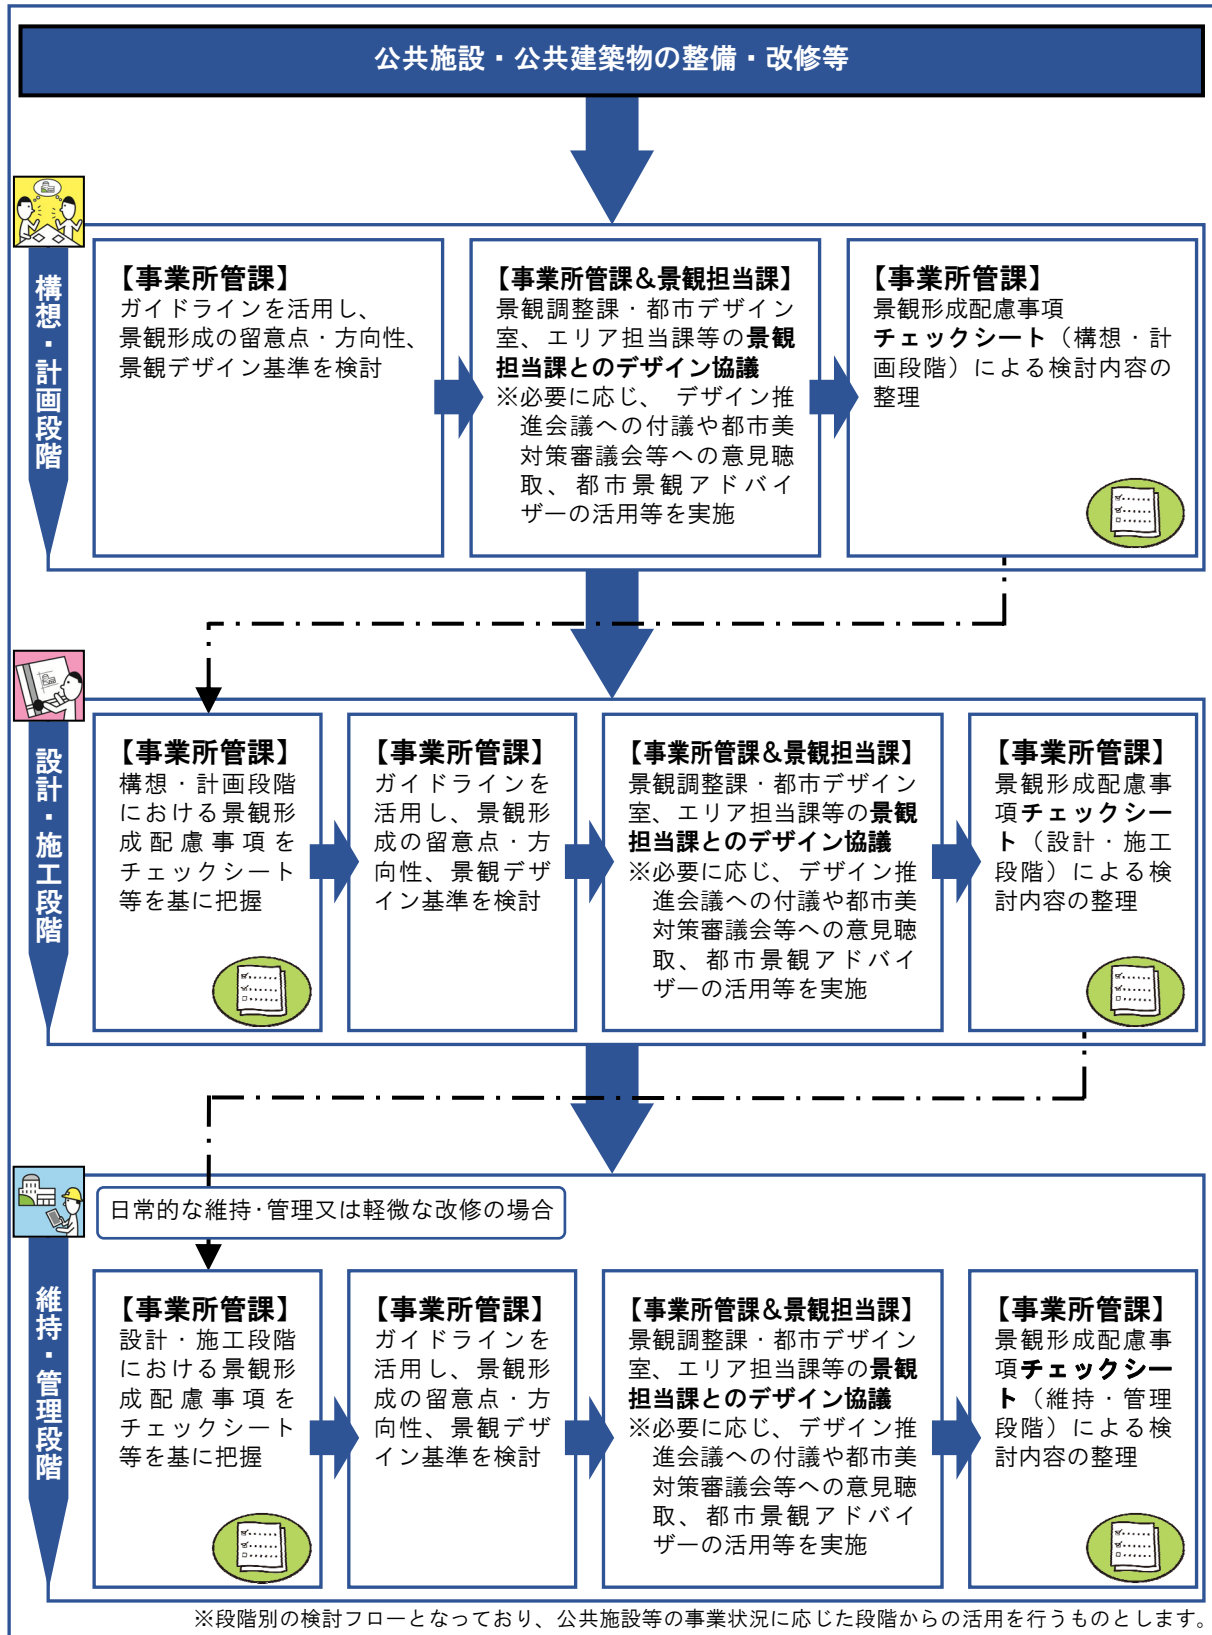 公共施設・公共建築物の整備・改修等
構想・計画段階
【事業所管課】
ガイドラインを活用し、
景観形成の留意点・方向性、
景観デザイン基準を検討
【事業所管課&景観担当課】
景観調整課・都市デザイン
室、エリア担当課等の景観
担当課とのデザイン協議
※必要に応じ、 デザイン推
進会議への付議や都市美
対策審議会等への意見聴
取、都市景観アドバイ
ザーの活用等を実施
【事業所管課】
景観形成配慮事項
チェックシート（構想・計
画段階）による検討内容の
整理
設計・施工段階
【事業所管課】
構想・計画段階
における景観形
成配慮事項を
チェックシート
等を基に把握
【事業所管課】
ガイドラインを
活用し、景観形
成の留意点・方
向性、景観デザ
イン基準を検討
【事業所管課&景観担当課】
景観調整課・都市デザイン
室、エリア担当課等の景観
担当課とのデザイン協議
※必要に応じ、デザイン推
進会議への付議や都市美
対策審議会等への意見聴
取、都市景観アドバイ
ザーの活用等を実施
【事業所管課】
景観形成配慮事
項チェックシー
ト（設計・施工
段階）による検
討内容の整理
維持・管理段階
日常的な維持・管理又は軽微な改修の場合
【事業所管課】
設計・施工段階
における景観形
成配慮事項を
チェックシート
等を基に把握
【事業所管課】
ガイドラインを
活用し、景観形
成の留意点・方
向性、景観デザ
イン基準を検討
【事業所管課&景観担当課】
景観調整課・都市デザイン
室、エリア担当課等の景観
担当課とのデザイン協議
※必要に応じ、デザイン推
進会議への付議や都市美
対策審議会等への意見聴
取、都市景観アドバイ
ザーの活用等を実施
【事業所管課】
景観形成配慮事
項チェックシー
ト（維持・管理
段階）による検
討内容の整理
※段階別の検討フローとなっており、公共施設等の事業状況に応じた段階からの活用を行うものとします。